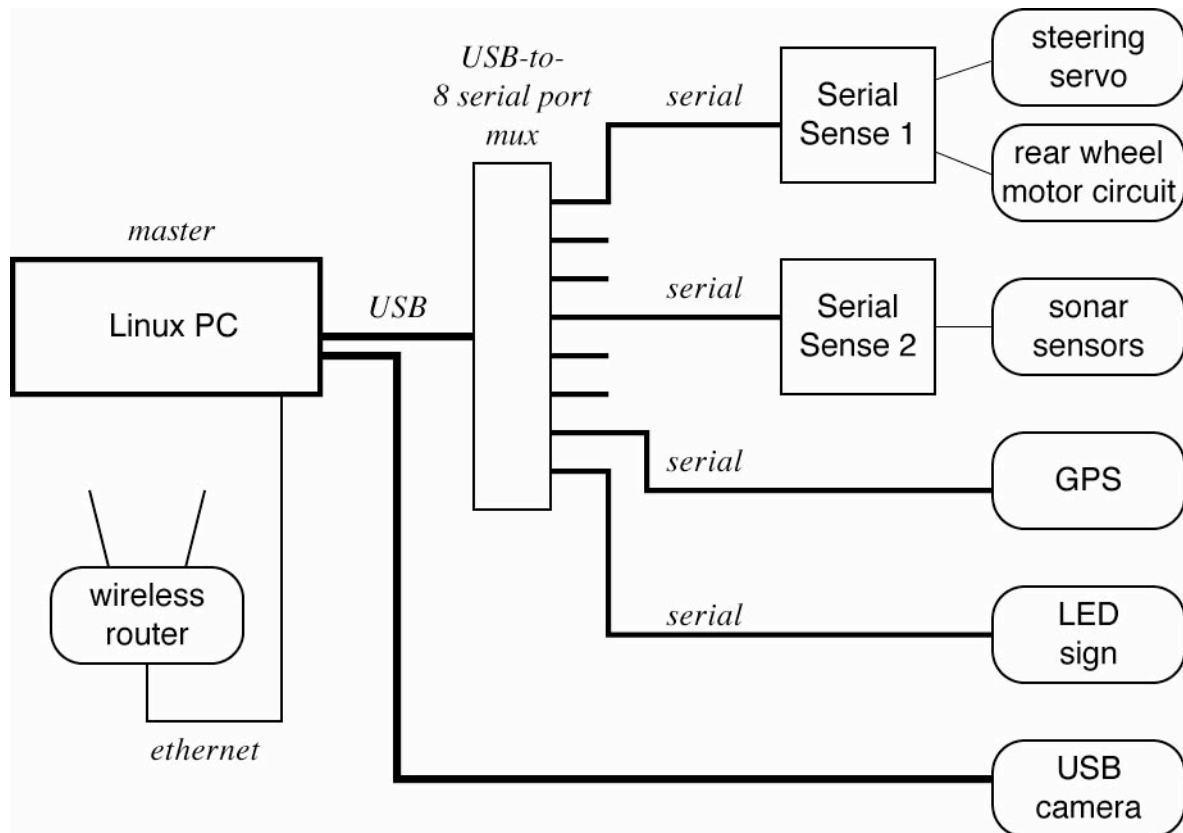 USB-to-
8 serial port
mux
serial
Serial
Sense 1
steering
servo
rear wheel
motor circuit
master
Linux PC
USB
serial
Serial
Sense 2
sonar
sensors
serial
GPS
wireless
router
ethernet
serial
LED
sign
USB
camera